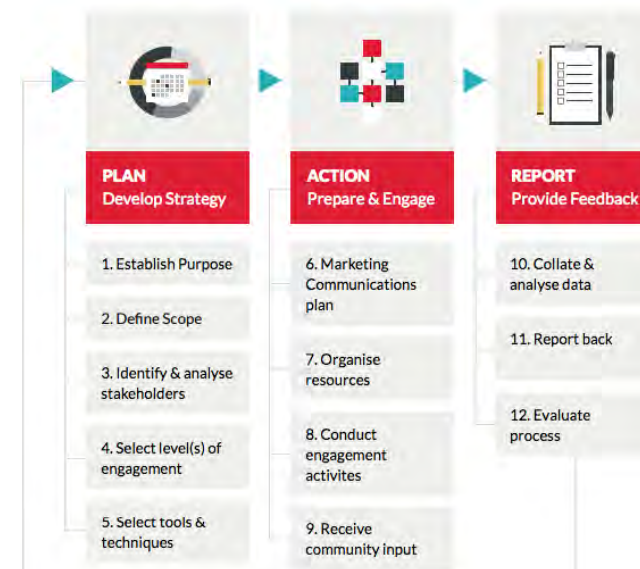 PLAN
Develop Strategy
1. Establish Purpose
2. Define Scope
3. Identify & analyse
stakeholders
4. Select level(s) of
engagement
5. Select tools &
techniques
ACTION
Prepare & Engage
6. Marketing
Communications
plan
7. Organise
resources
8. Conduct
engagement
activites
9. Receive
community input
REPORT
Provide Feedback
10. Collate &
analyse data
11. Report back
12. Evaluate
process